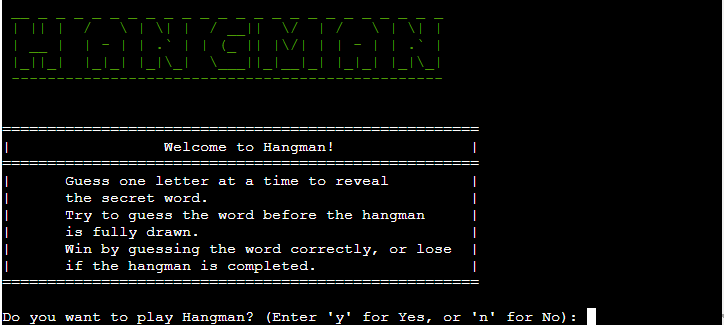 HANGMAN
Welcome to Hangman!
Guess one letter at a time to reveal
the secret word.
Try to guess the word before the hangman
is fully drawn.
Win by guessing the word correctly, or lose
if the hangman is completed.
Do you want to play Hangman? (Enter 'y' for Yes, or 'n' for No):